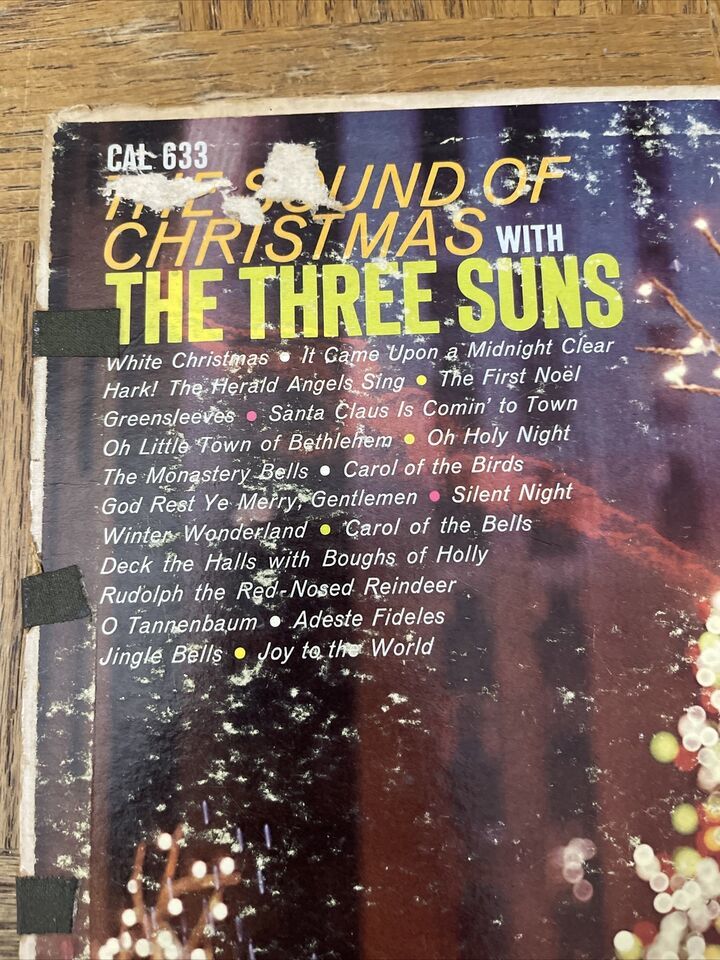 CAL 633
THE SOUND OF
CHRISTMAS WITH
THE THREE SUNS
White Christmas • It Came Upon a Midnight Clear
Hark! The Herald Angels Sing • The First Noël
Greensleeves • Santa Claus Is Comin' to Town
Oh Little Town of Bethlehem • Oh Holy Night
The Monastery Bells • Carol of the Birds
God Rest Ye Merry, Gentlemen • Silent Night
Winter Wonderland • Carol of the Bells
Deck the Halls with Boughs of Holly
Rudolph the Red-Nosed Reindeer
O Tannenbaum • Adeste Fideles
Jingle Bells • Joy to the World